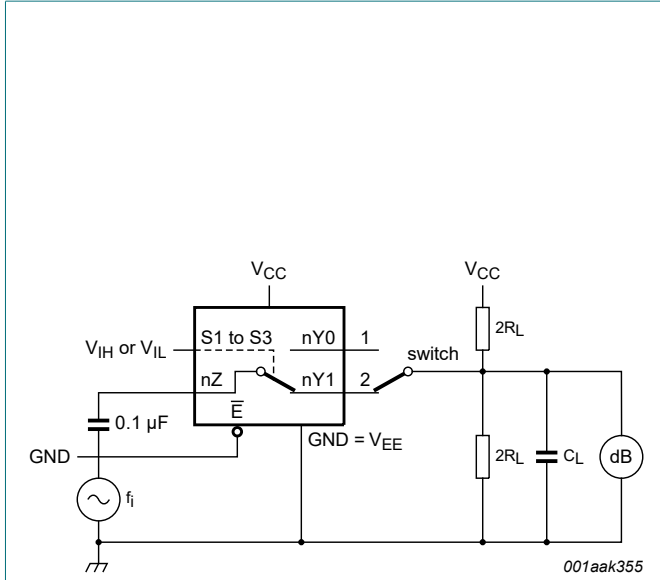 VCC VCC
S1 to S3 nY0 1
VIH or VIL
switch 2RL
nZ nY1 2
E
0.1 µF
GND = VEE
GND 2RL CL dB
fi
001aak355